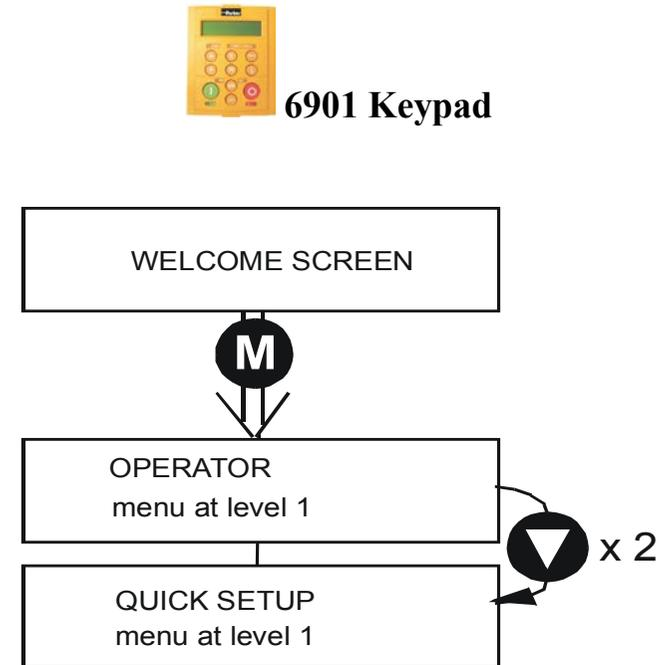 6901 Keypad
WELCOME SCREEN
M
OPERATOR
menu at level 1
x 2
QUICK SETUP
menu at level 1